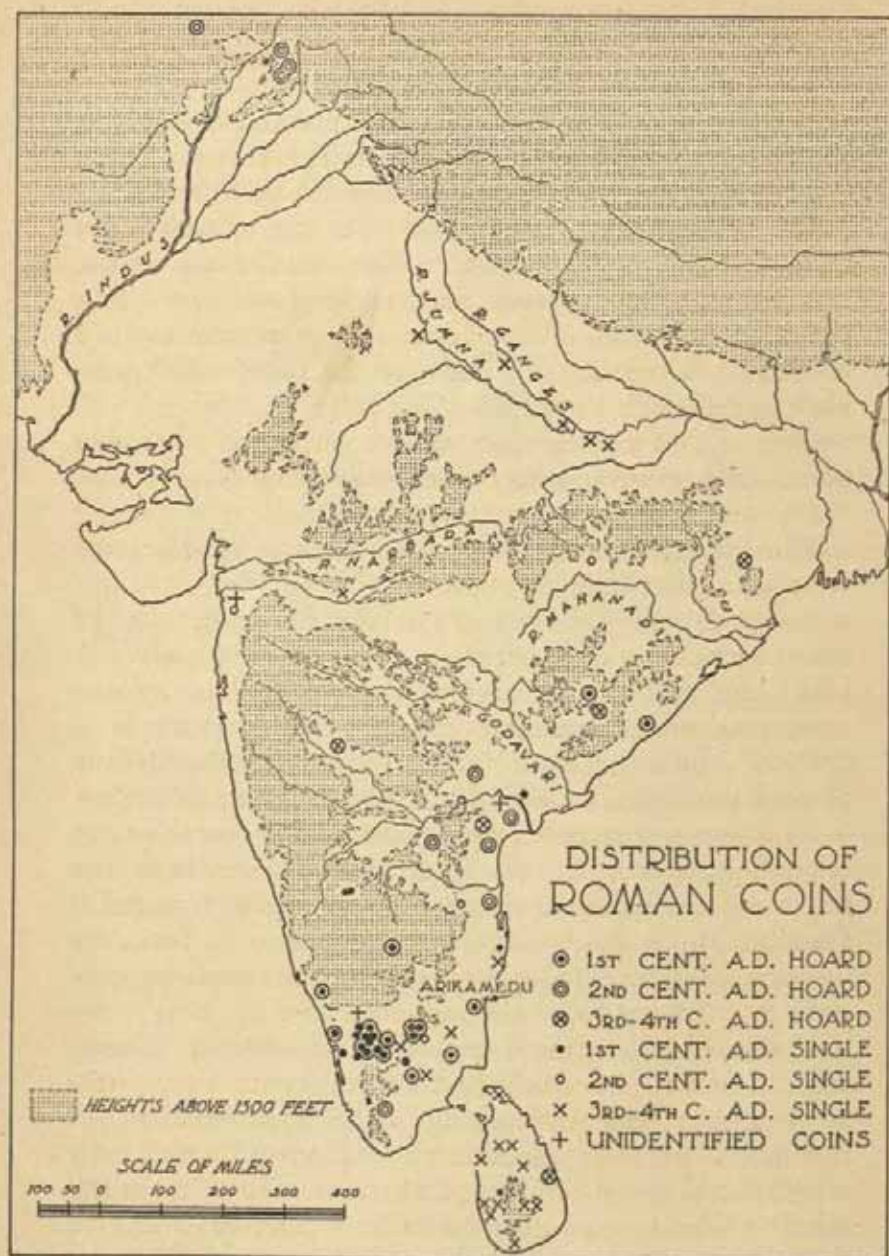 R. INDUS
R. JUMNA
R. GANGES
R. NARBADA
R. MAHANADI
R. GODAVARI
DISTRIBUTION OF
ROMAN COINS
ARIKAMEDU
1ST CENT. A.D. HOARD
2ND CENT. A.D. HOARD
3RD-4TH C. A.D. HOARD
1ST CENT. A.D. SINGLE
2ND CENT. A.D. SINGLE
3RD-4TH C. A.D. SINGLE
UNIDENTIFIED COINS
HEIGHTS ABOVE 1500 FEET
SCALE OF MILES
100 50 0 100 200 300 400